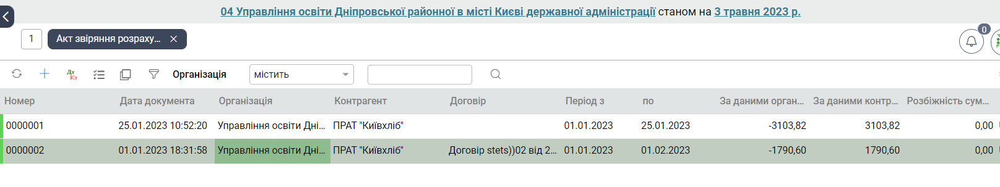 04 Управління освіти Дніпровської районної в місті Києві державної адміністрації станом на 3 травня 2023 р.
1 Акт звіряння розраху... 0
Дт Кт Організація містить
Номер Дата документа Організація Контрагент Договір Період з по За даними орган... За даними контр... Розбіжність сум...
0000001 25.01.2023 10:52:20 Управління освіти Дні... ПРАТ "Київхліб" 01.01.2023 25.01.2023 -3103,82 3103,82 0,00
0000002 01.01.2023 18:31:58 Управління освіти Дні... ПРАТ "Київхліб" Договір stets))02 від 2... 01.01.2023 01.02.2023 -1790,60 1790,60 0,00